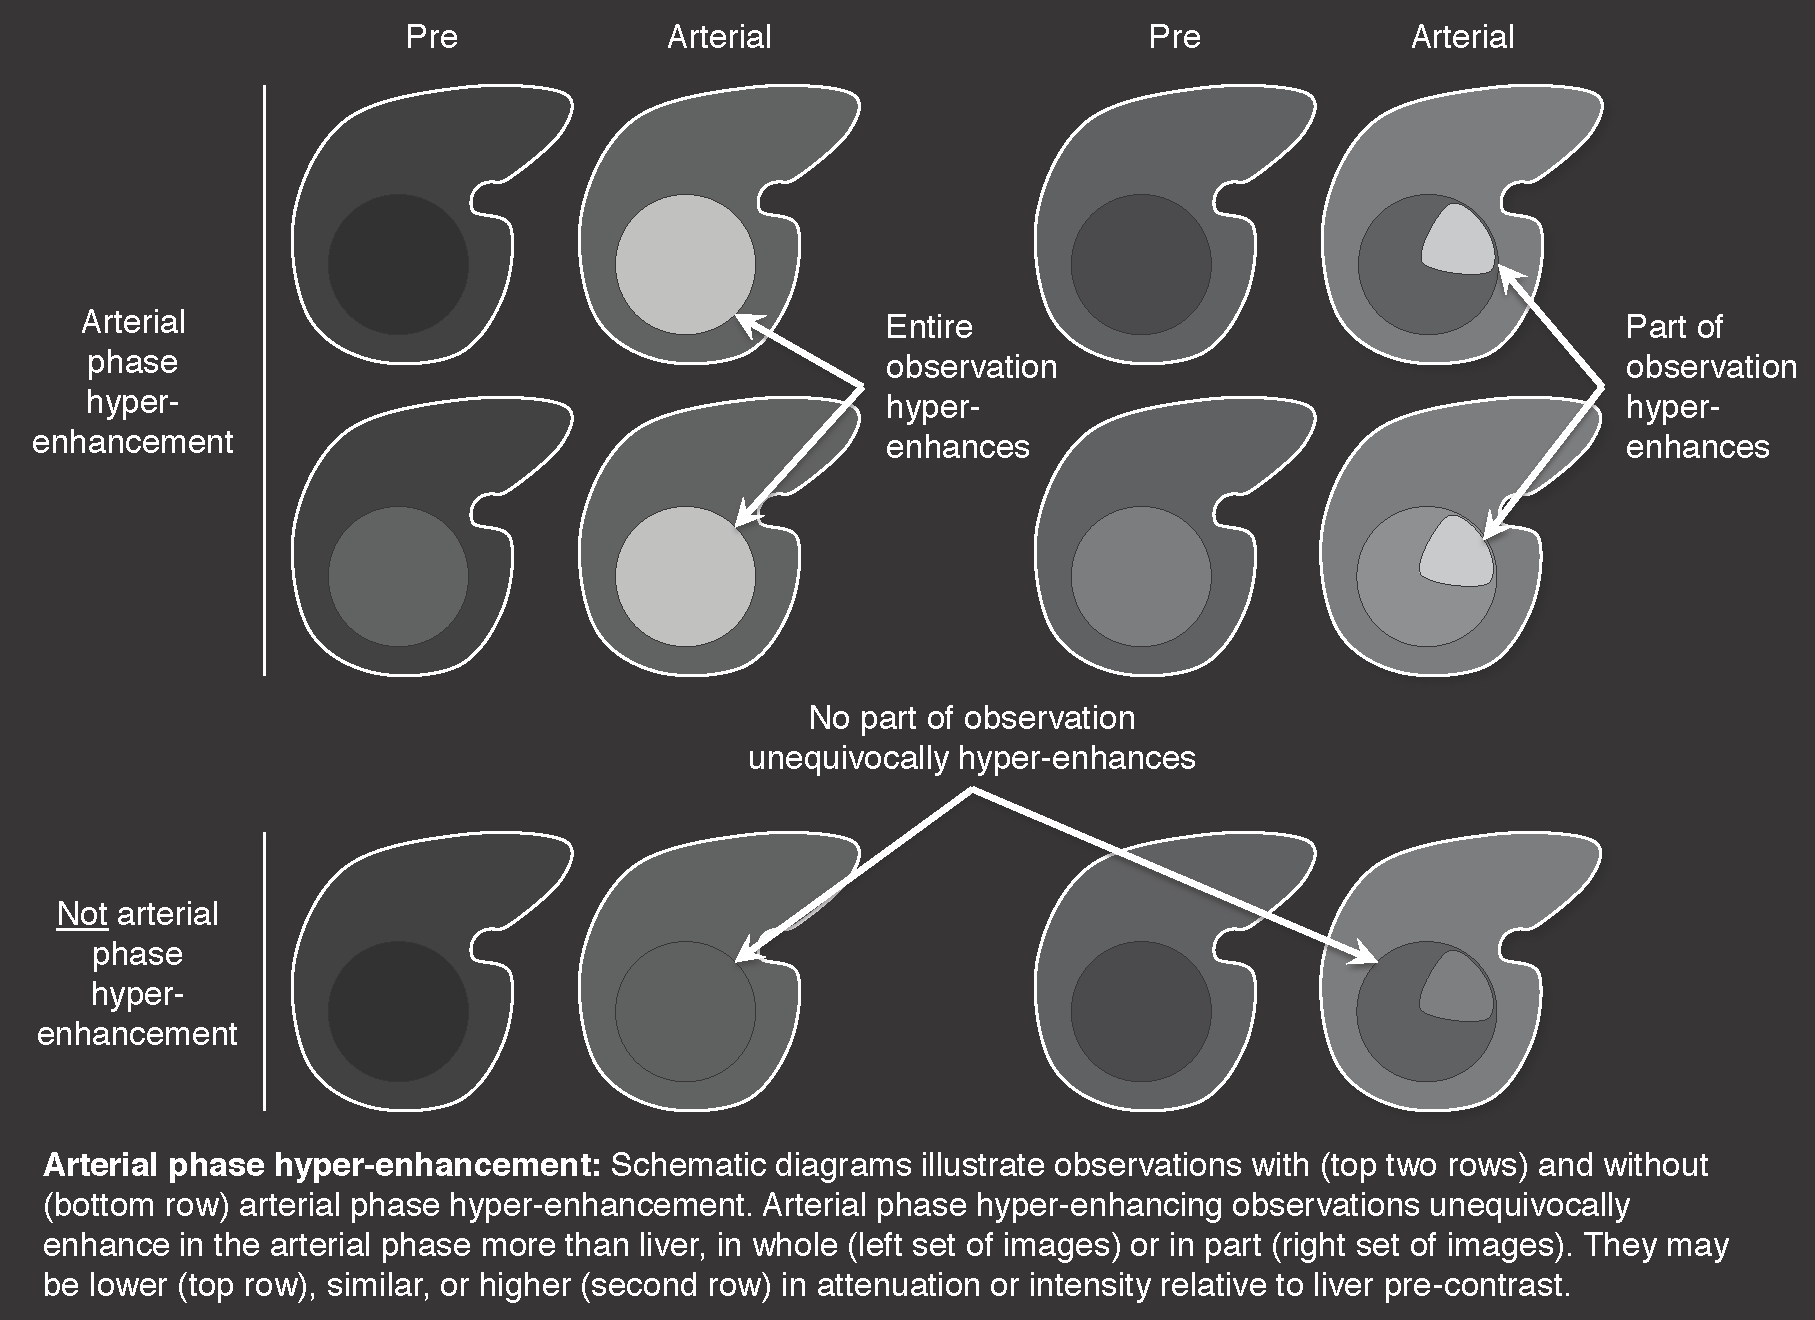 Pre
Arterial
Pre
Arterial
Arterial
phase
hyper-
enhancement
Entire
observation
hyper-
enhances
Part of
observation
hyper-
enhances
No part of observation
unequivocally hyper-enhances
Not arterial
phase
hyper-
enhancement
Arterial phase hyper-enhancement: Schematic diagrams illustrate observations with (top two rows) and without
(bottom row) arterial phase hyper-enhancement. Arterial phase hyper-enhancing observations unequivocally
enhance in the arterial phase more than liver, in whole (left set of images) or in part (right set of images). They may
be lower (top row), similar, or higher (second row) in attenuation or intensity relative to liver pre-contrast.